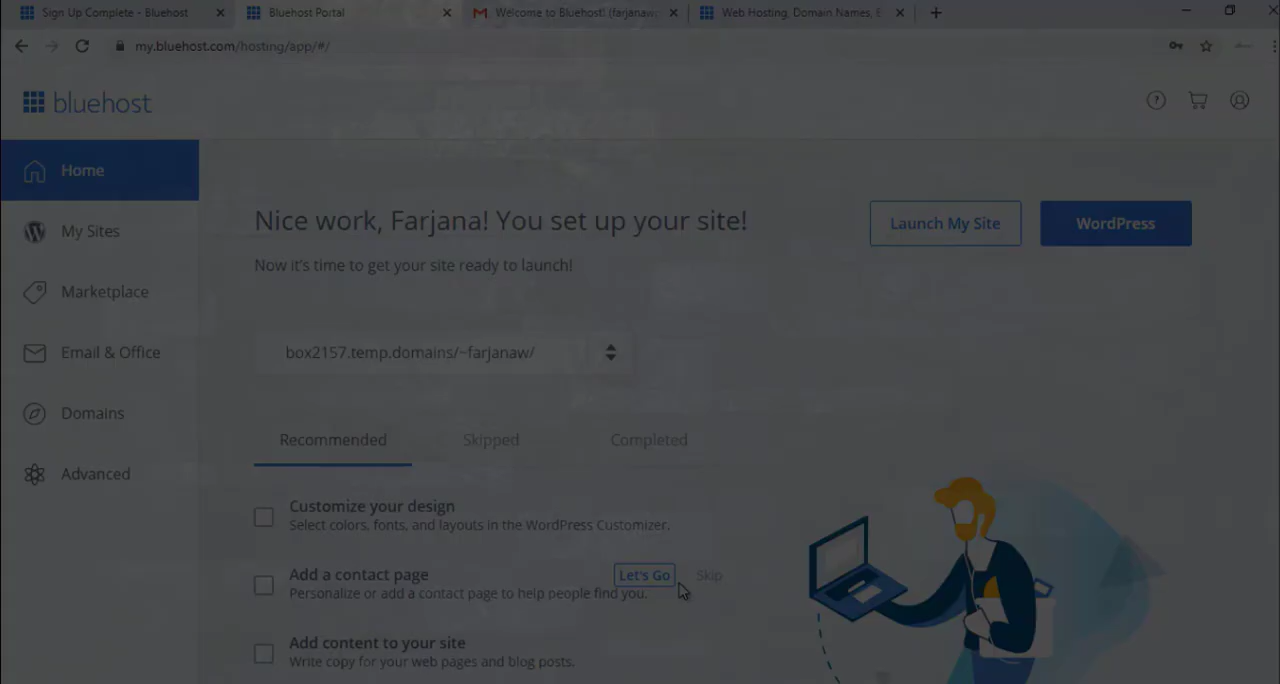 Sign Up Complete - Bluehost
Bluehost Portal
Welcome to Bluehost! (farjanaw
Web Hosting, Domain Names, E
my.bluehost.com/hosting/app/#/
bluehost
Home
My Sites
Marketplace
Email & Office
Domains
Advanced
Nice work, Farjana! You set up your site!
Now it's time to get your site ready to launch!
Launch My Site
WordPress
box2157.temp.domains/~farjanaw/
Recommended
Skipped
Completed
Customize your design
Select colors, fonts, and layouts in the WordPress Customizer.
Add a contact page
Personalize or add a contact page to help people find you.
Let's Go
Skip
Add content to your site
Write copy for your web pages and blog posts.